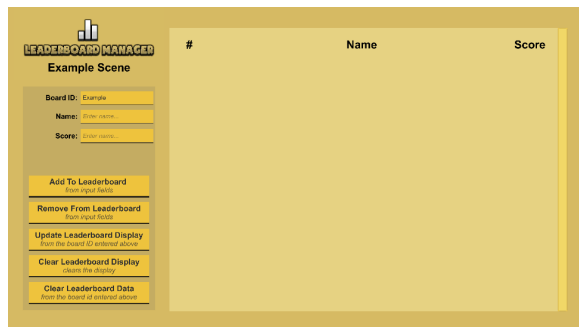 LEADERBOARD MANAGER
Example Scene
Board ID: Example
Name: Enter name...
Score: Enter name...
Add To Leaderboard
from input fields
Remove From Leaderboard
from input fields
Update Leaderboard Display
from the board ID entered above
Clear Leaderboard Display
clears the display
Clear Leaderboard Data
from the board id entered above
# Name Score